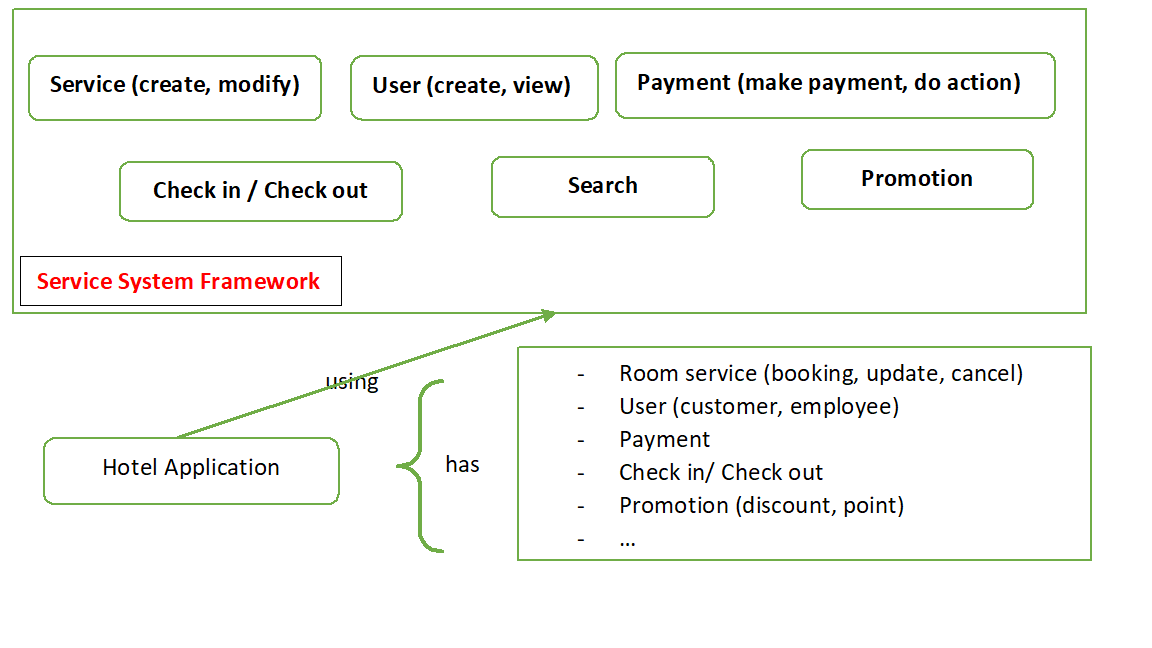 Service (create, modify)
User (create, view)
Payment (make payment, do action)
Check in / Check out
Search
Promotion
Service System Framework
using
Hotel Application
has
- Room service (booking, update, cancel)
- User (customer, employee)
- Payment
- Check in/ Check out
- Promotion (discount, point)
- ...